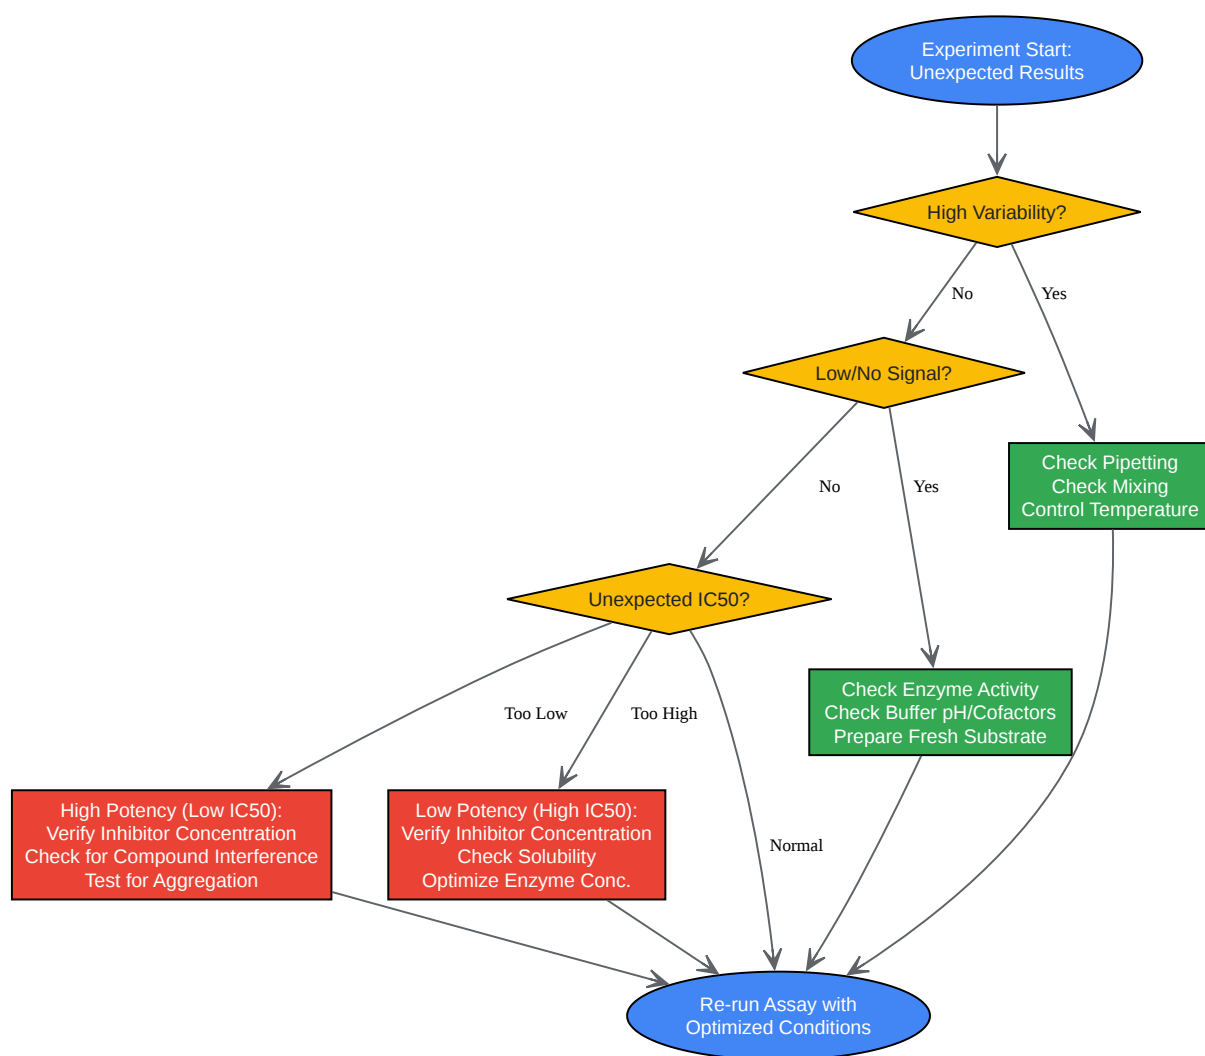 Experiment Start:
Unexpected Results
High Variability?
No
Yes
Low/No Signal?
No
Yes
Check Pipetting
Check Mixing
Control Temperature
Unexpected IC50?
Too Low
Too High
Normal
Check Enzyme Activity
Check Buffer pH/Cofactors
Prepare Fresh Substrate
High Potency (Low IC50):
Verify Inhibitor Concentration
Check for Compound Interference
Test for Aggregation
Low Potency (High IC50):
Verify Inhibitor Concentration
Check Solubility
Optimize Enzyme Conc.
Re-run Assay with
Optimized Conditions